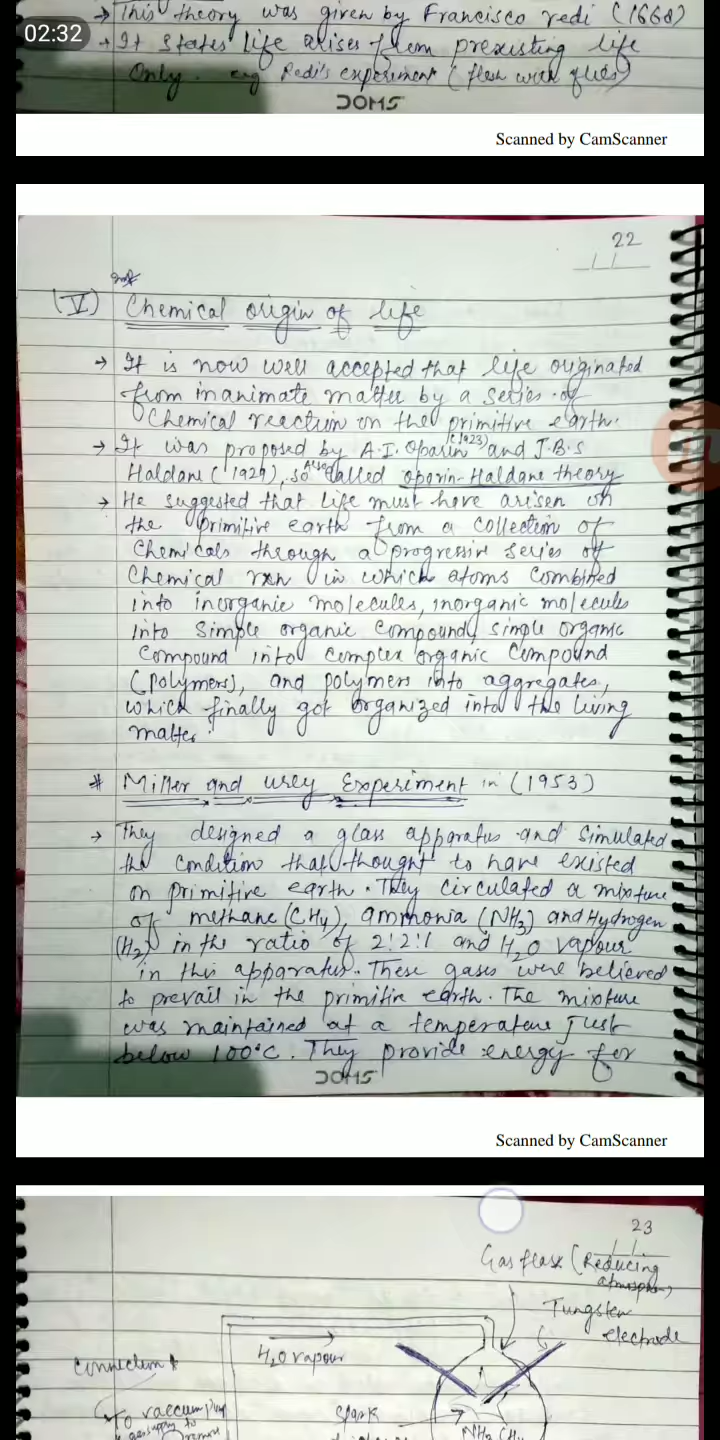 → This theory was given by Francisco redi (1668)
02:32
→ It states life arises from prexisting life
Only. eg Redi's experiment (flesh with flies)
DOMS
Scanned by CamScanner
22
(V) Chemical origin of life
→ It is now well accepted that life originated
from inanimate matter by a series of
Chemical reaction on the primitive earth.
→ It was proposed by A.I. Oparin (1923) and J.B.S
Haldane (1929), so Also called oparin-Haldane theory
→ He suggested that life must have arisen on
the primitive earth from a collection of
Chemicals through a progressive series of
Chemical rxn in which atoms combined
into inorganic molecules, inorganic molecules
into simple organic compound, simple organic
Compound into complex organic compound
(polymers), and polymers into aggregates,
which finally got organized into the living
matter.
* Miller and urey Experiment in (1953)
→ They designed a glass apparatus and simulated
the condition that thought to have existed
on primitive earth. They circulated a mixture
of methane (CH4), ammonia (NH3) and Hydrogen
(H2) in the ratio of 2:2:1 and H2O vapour
in this apparatus. These gases were believed
to prevail in the primitive earth. The mixture
was maintained at a temperature just
below 100°C. They provide energy for
DOMS
Scanned by CamScanner
23
Gas flask (Reducing
atmosphere)
Tungsten
electrode
H2O vapour
Connection
To vaccum
gas supply to
spark
NH3 CH4